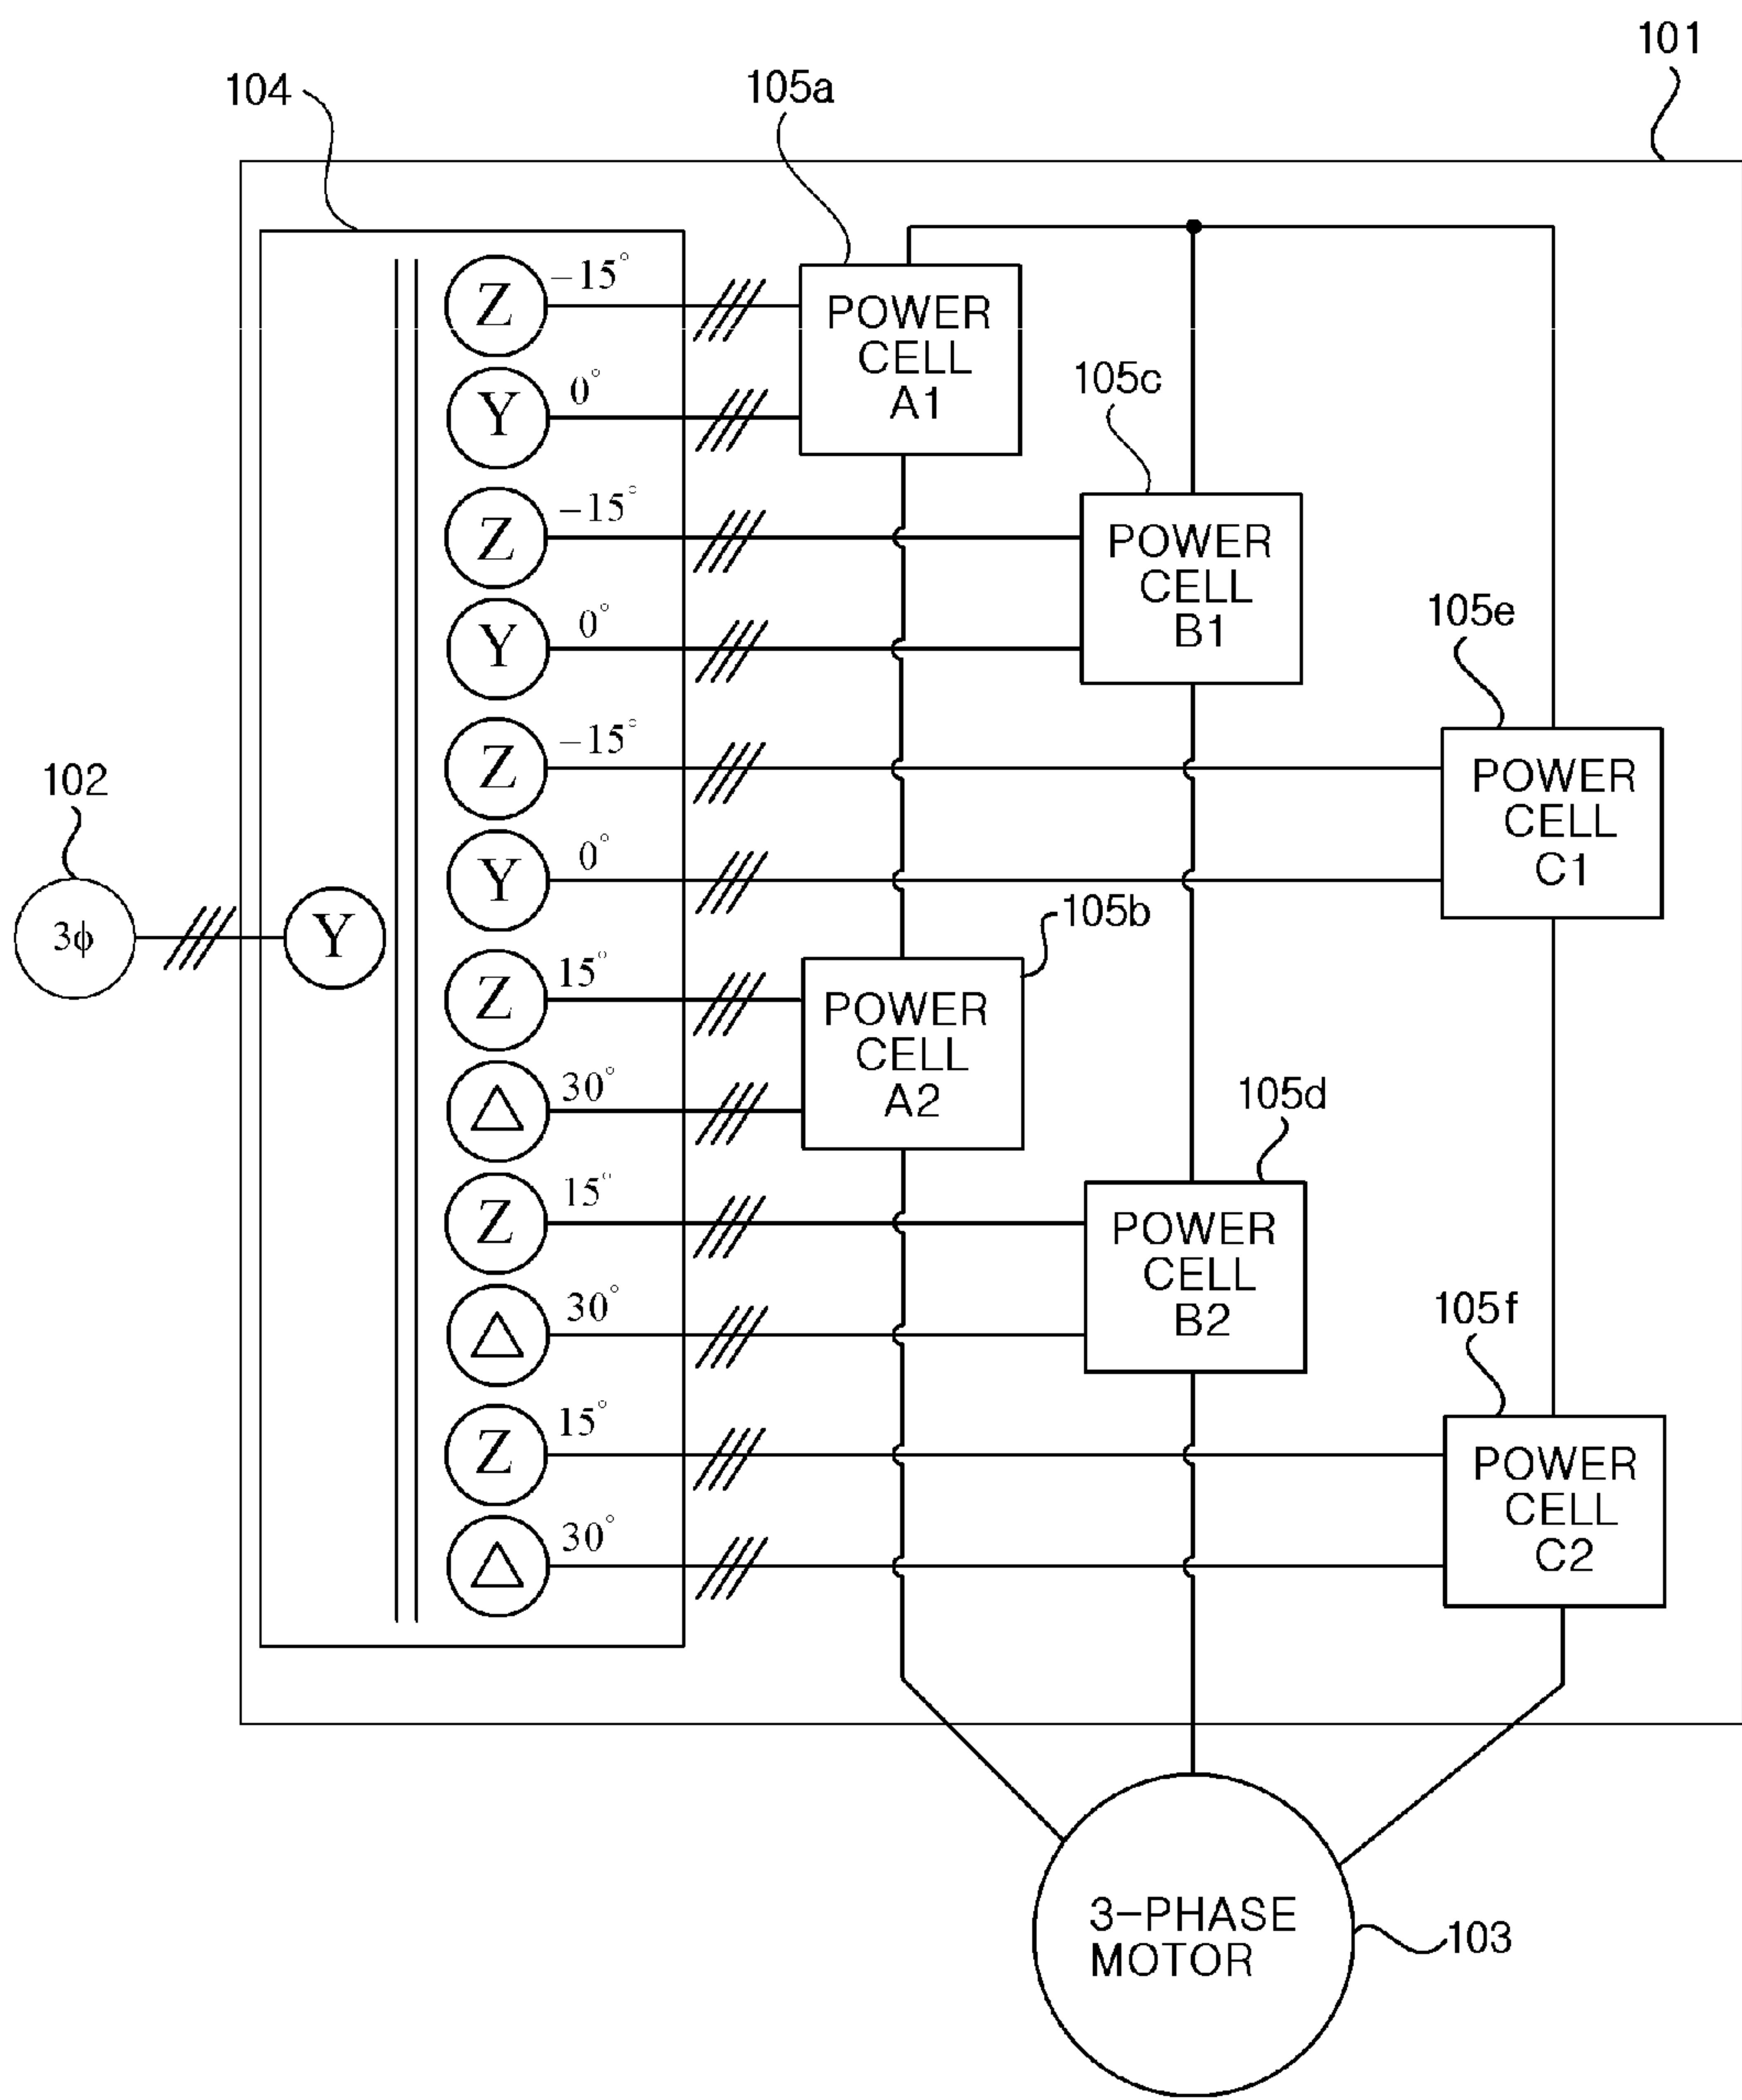 101
104
105a
Z -15°
POWER
CELL
A1
Y 0°
105c
Z -15°
POWER
CELL
B1
Y 0°
105e
Z -15°
POWER
CELL
C1
Y 0°
102
3ϕ
Y
105b
Z 15°
POWER
CELL
A2
△ 30°
105d
Z 15°
POWER
CELL
B2
△ 30°
105f
Z 15°
POWER
CELL
C2
△ 30°
3-PHASE
MOTOR
103